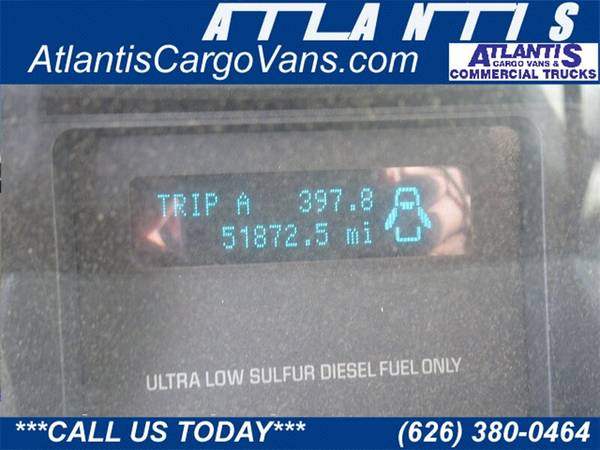 ATLANTIS
AtlantisCargoVans.com
ATLANTIS
CARGO VANS &
COMMERCIAL TRUCKS
TRIP A 397.8
51872.5 mi
ULTRA LOW SULFUR DIESEL FUEL ONLY
***CALL US TODAY*** (626) 380-0464